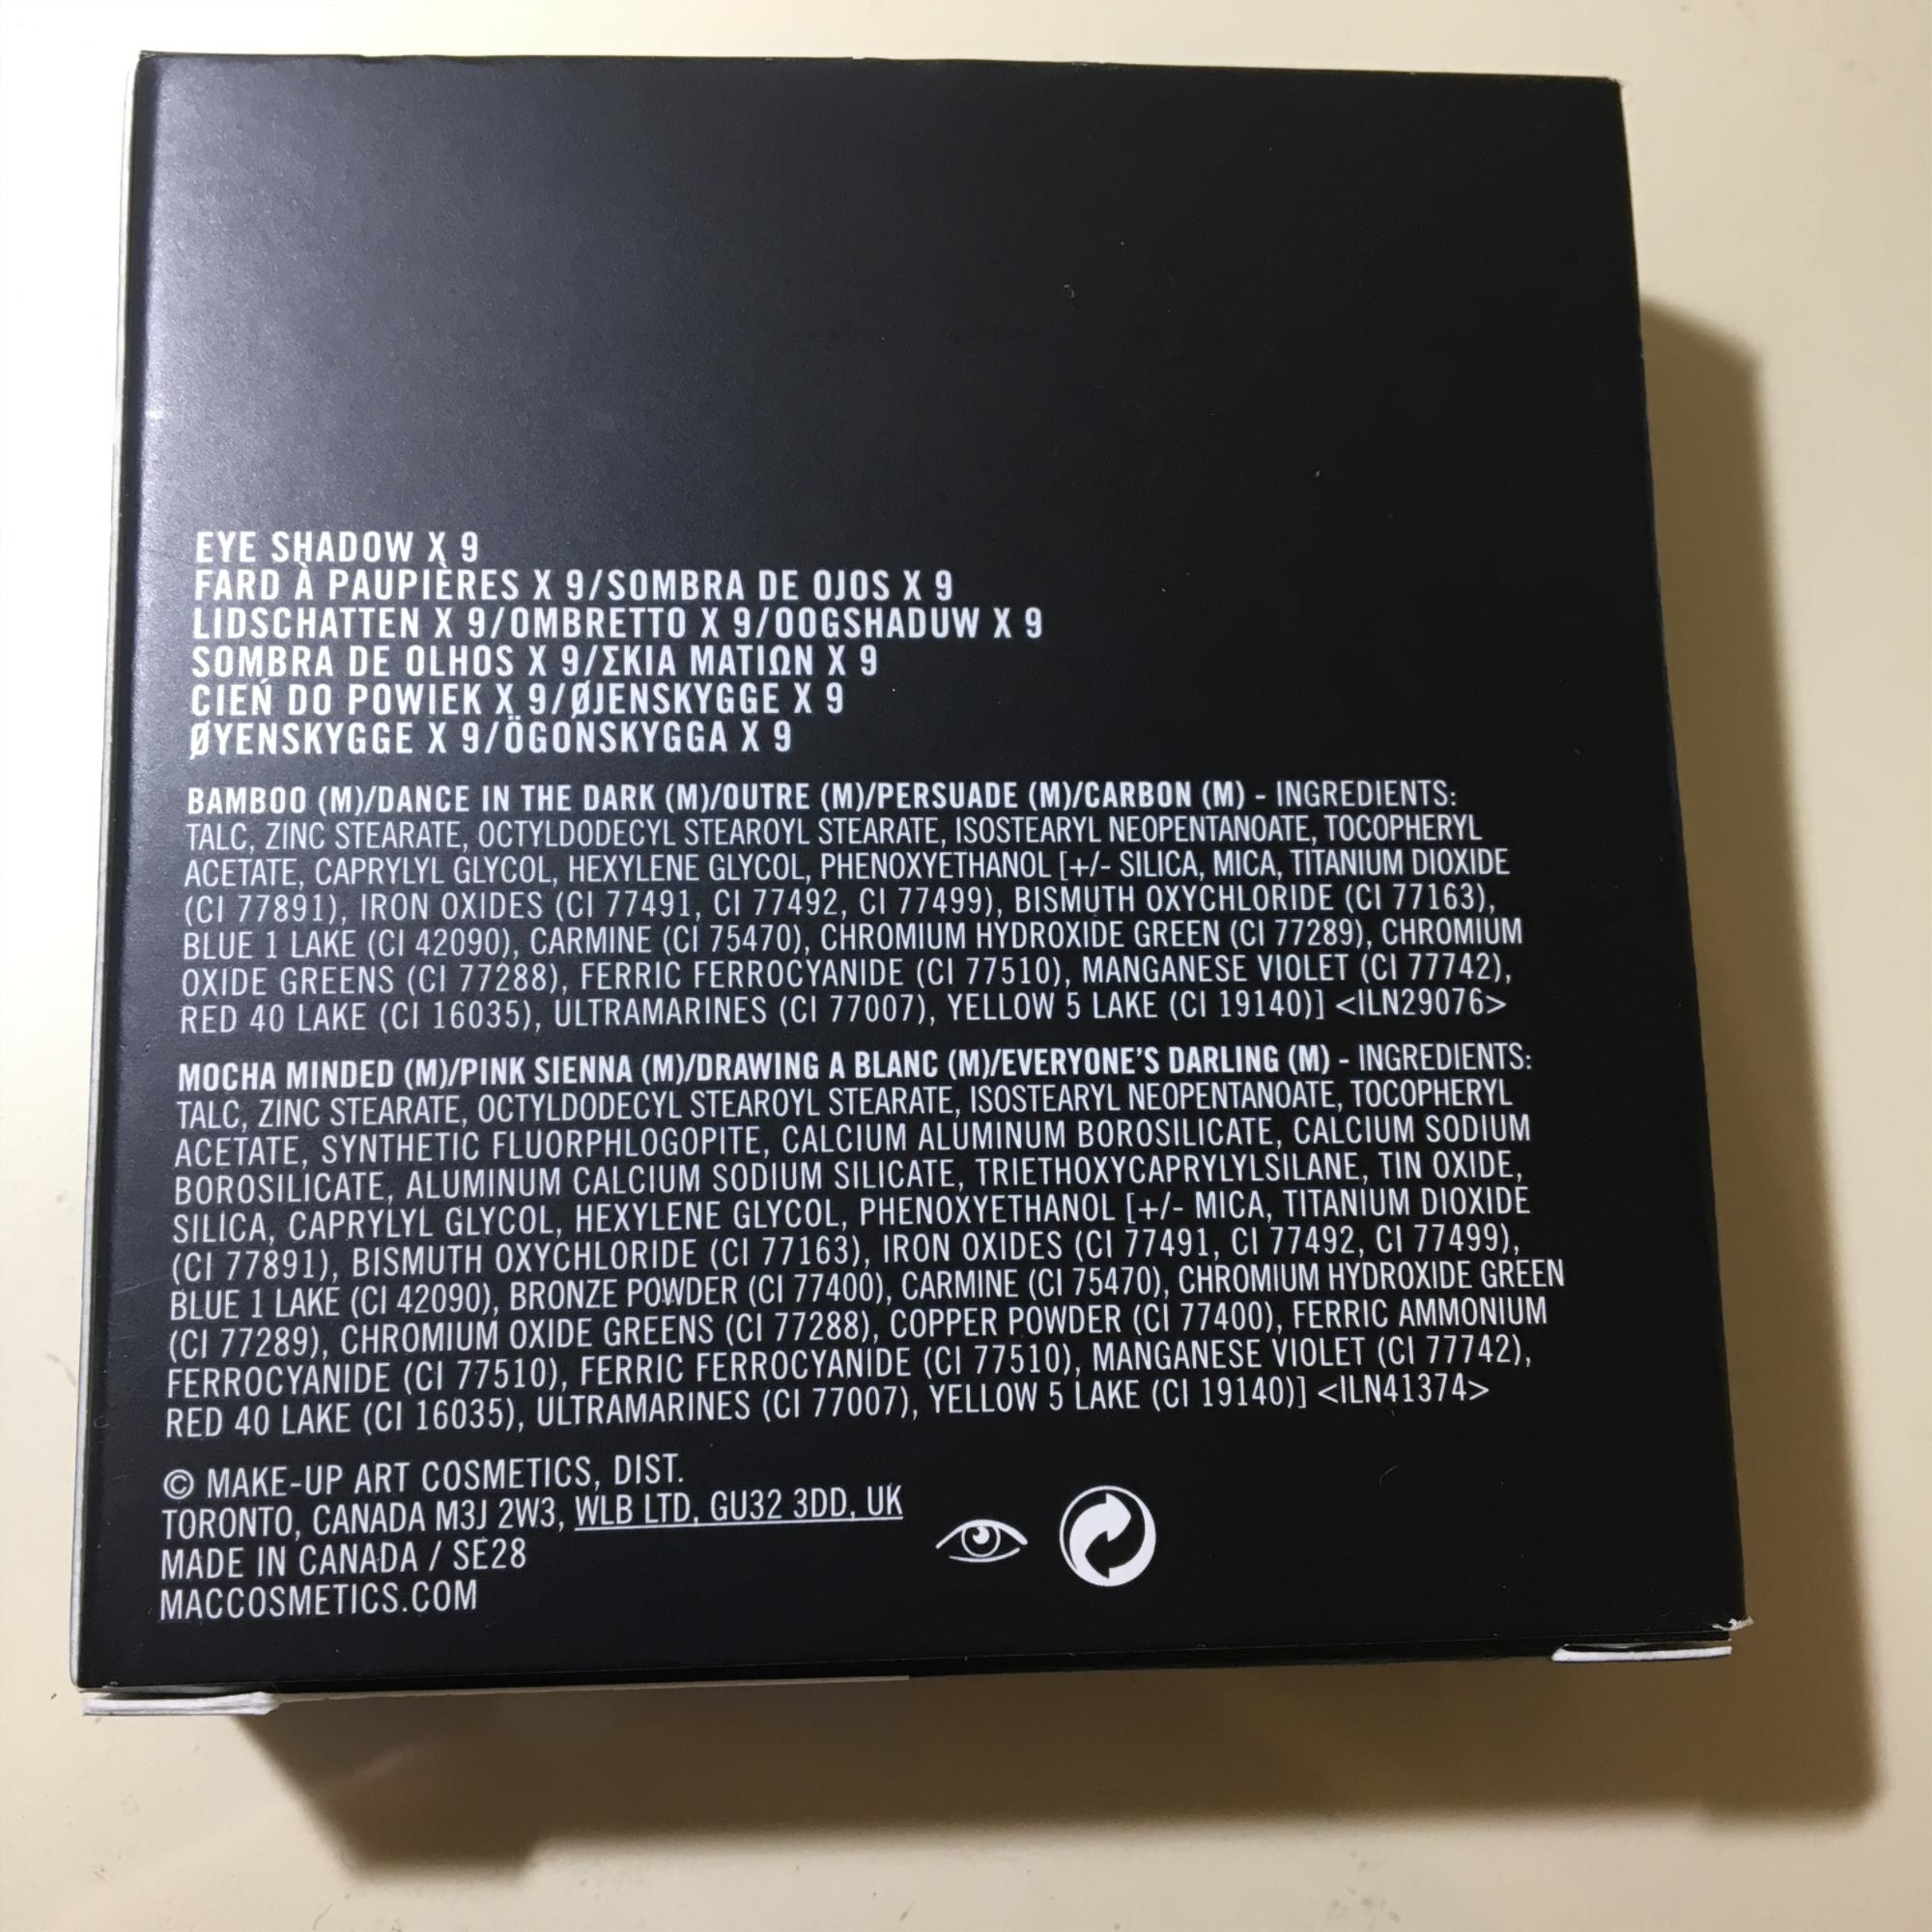 EYE SHADOW X 9
FARD À PAUPIÈRES X 9/SOMBRA DE OJOS X 9
LIDSCHATTEN X 9/OMBRETTO X 9/OOGSHADUW X 9
SOMBRA DE OLHOS X 9/ΣΚΙΑ ΜΑΤΙΩΝ X 9
CIEŃ DO POWIEK X 9/ØJENSKYGGE X 9
ØYENSKYGGE X 9/ÖGONSKYGGA X 9
BAMBOO (M)/DANCE IN THE DARK (M)/OUTRE (M)/PERSUADE (M)/CARBON (M) - INGREDIENTS:
TALC, ZINC STEARATE, OCTYLDODECYL STEAROYL STEARATE, ISOSTEARYL NEOPENTANOATE, TOCOPHERYL
ACETATE, CAPRYLYL GLYCOL, HEXYLENE GLYCOL, PHENOXYETHANOL [+/- SILICA, MICA, TITANIUM DIOXIDE
(CI 77891), IRON OXIDES (CI 77491, CI 77492, CI 77499), BISMUTH OXYCHLORIDE (CI 77163),
BLUE 1 LAKE (CI 42090), CARMINE (CI 75470), CHROMIUM HYDROXIDE GREEN (CI 77289), CHROMIUM
OXIDE GREENS (CI 77288), FERRIC FERROCYANIDE (CI 77510), MANGANESE VIOLET (CI 77742),
RED 40 LAKE (CI 16035), ULTRAMARINES (CI 77007), YELLOW 5 LAKE (CI 19140)] <ILN29076>
MOCHA MINDED (M)/PINK SIENNA (M)/DRAWING A BLANC (M)/EVERYONE'S DARLING (M) - INGREDIENTS:
TALC, ZINC STEARATE, OCTYLDODECYL STEAROYL STEARATE, ISOSTEARYL NEOPENTANOATE, TOCOPHERYL
ACETATE, SYNTHETIC FLUORPHLOGOPITE, CALCIUM ALUMINUM BOROSILICATE, CALCIUM SODIUM
BOROSILICATE, ALUMINUM CALCIUM SODIUM SILICATE, TRIETHOXYCAPRYLYLSILANE, TIN OXIDE,
SILICA, CAPRYLYL GLYCOL, HEXYLENE GLYCOL, PHENOXYETHANOL [+/- MICA, TITANIUM DIOXIDE
(CI 77891), BISMUTH OXYCHLORIDE (CI 77163), IRON OXIDES (CI 77491, CI 77492, CI 77499),
BLUE 1 LAKE (CI 42090), BRONZE POWDER (CI 77400), CARMINE (CI 75470), CHROMIUM HYDROXIDE GREEN
(CI 77289), CHROMIUM OXIDE GREENS (CI 77288), COPPER POWDER (CI 77400), FERRIC AMMONIUM
FERROCYANIDE (CI 77510), FERRIC FERROCYANIDE (CI 77510), MANGANESE VIOLET (CI 77742),
RED 40 LAKE (CI 16035), ULTRAMARINES (CI 77007), YELLOW 5 LAKE (CI 19140)] <ILN41374>
© MAKE-UP ART COSMETICS, DIST.
TORONTO, CANADA M3J 2W3, WLB LTD, GU32 3DD, UK
MADE IN CANADA / SE28
MACCOSMETICS.COM